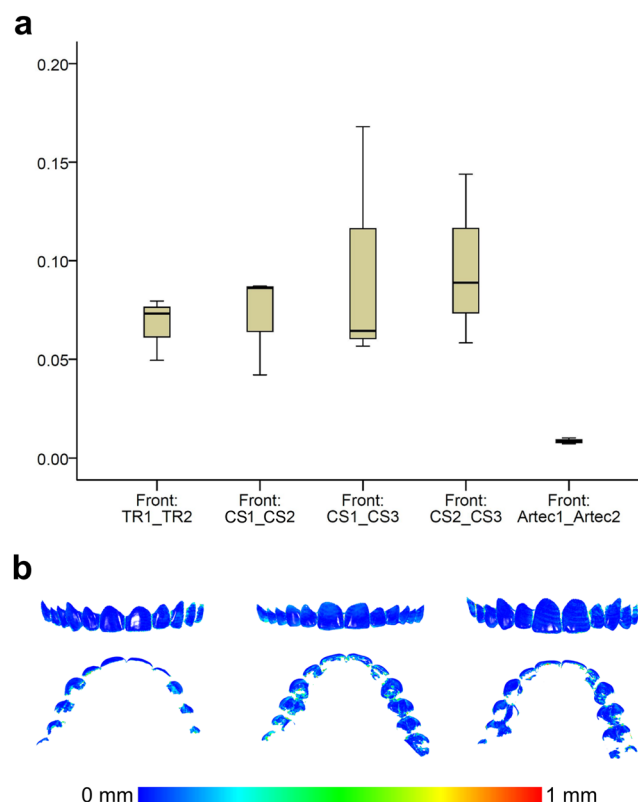 a
0.20
0.15
0.10
0.05
0.00
Front: Front: Front: Front: Front:
TR1_TR2 CS1_CS2 CS1_CS3 CS2_CS3 Artec1_Artec2
b
0 mm 1 mm